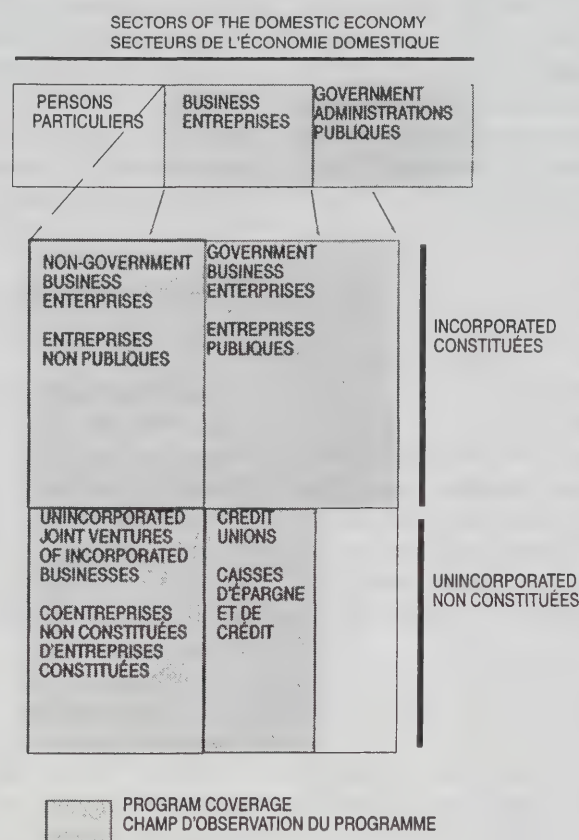 SECTORS OF THE DOMESTIC ECONOMY
SECTEURS DE L'ÉCONOMIE DOMESTIQUE
PERSONS
PARTICULIERS
BUSINESS
ENTREPRISES
GOVERNMENT
ADMINISTRATIONS
PUBLIQUES
NON-GOVERNMENT
BUSINESS
ENTERPRISES
ENTREPRISES
NON PUBLIQUES
GOVERNMENT
BUSINESS
ENTERPRISES
ENTREPRISES
PUBLIQUES
INCORPORATED
CONSTITUÉES
UNINCORPORATED
JOINT VENTURES
OF INCORPORATED
BUSINESSES
COENTREPRISES
NON CONSTITUÉES
D'ENTREPRISES
CONSTITUÉES
CREDIT
UNIONS
CAISSES
D'ÉPARGNE
ET DE
CRÉDIT
UNINCORPORATED
NON CONSTITUÉES
PROGRAM COVERAGE
CHAMP D'OBSERVATION DU PROGRAMME